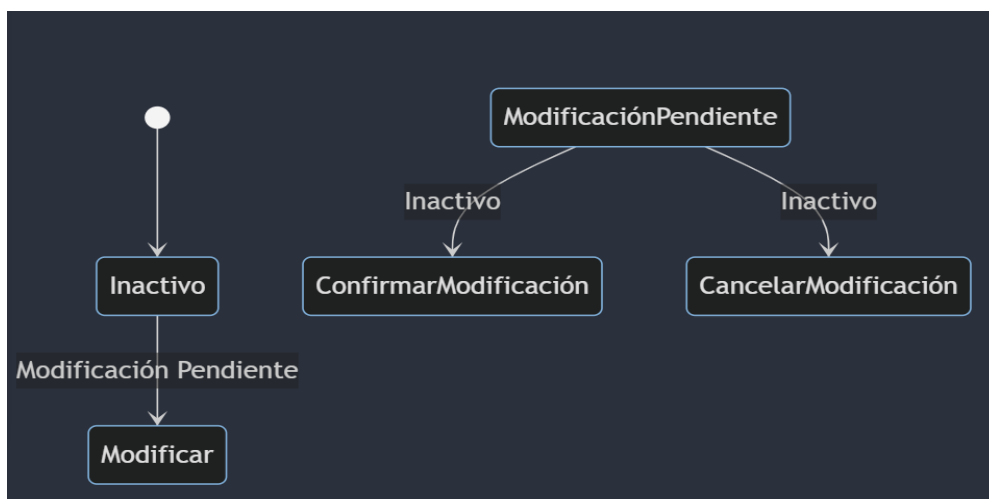 ModificaciónPendiente
Inactivo
Inactivo
Inactivo
ConfirmarModificación
CancelarModificación
Modificación Pendiente
Modificar